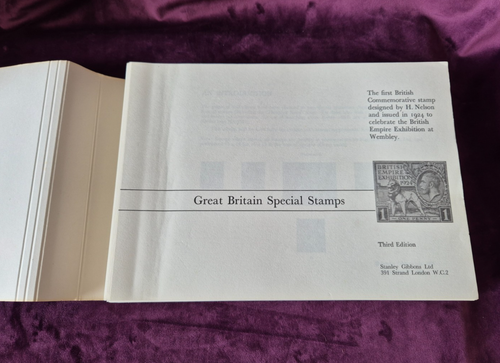 The first British
Commemorative stamp
designed by H. Nelson
and issued in 1924 to
celebrate the British
Empire Exhibition at
Wembley.
BRITISH
EMPIRE
EXHIBITION
1924
1 1
Great Britain Special Stamps
Third Edition
Stanley Gibbons Ltd
391 Strand London W.C.2